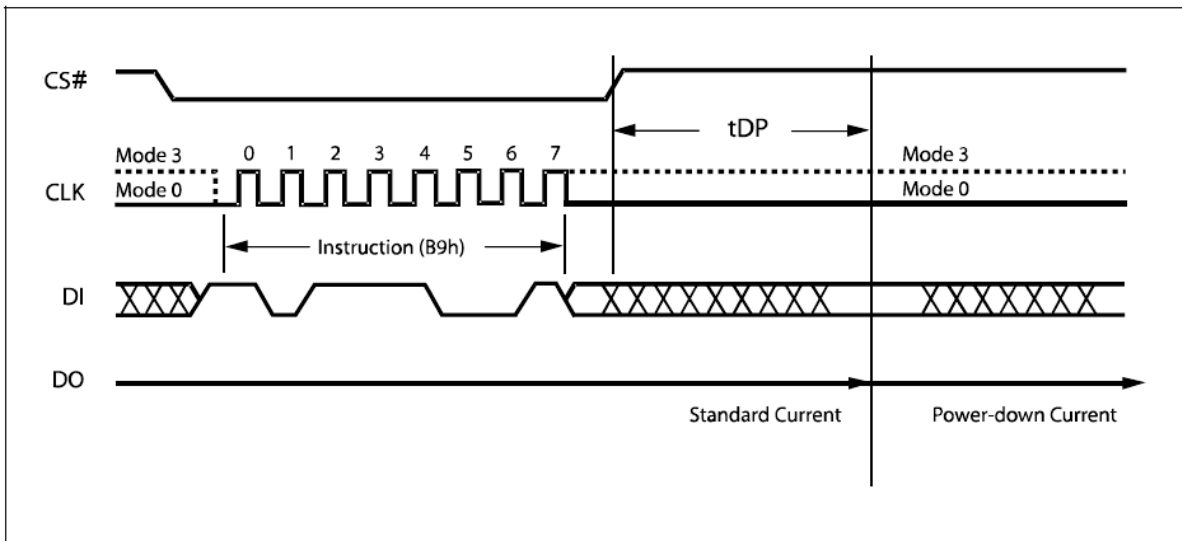 CS#
tDP
Mode 3 0 1 2 3 4 5 6 7 Mode 3
CLK
Mode 0 Mode 0
Instruction (B9h)
DI
DO
Standard Current Power-down Current